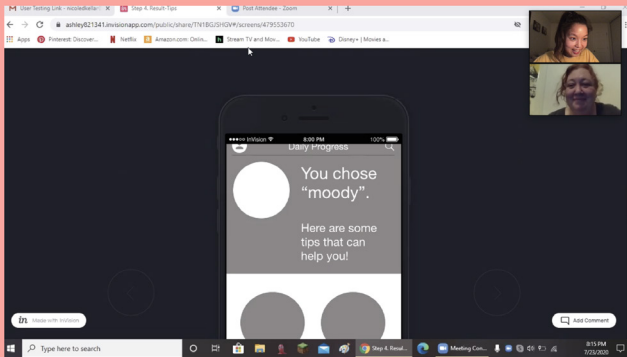 User Testing Link - nicoledkellar
Step 4. Result-Tips
Post Attendee - Zoom
ashley821341.invisionapp.com/public/share/TN1BGJSHGV#/screens/479553670
Apps
Pinterest: Discover...
Netflix
Amazon.com: Onlin...
Stream TV and Mov...
YouTube
Disney+ | Movies a...
InVision
8:00 PM
100%
Daily Progress
You chose
“moody”.
Here are some
tips that can
help you!
in Made with InVision
Add Comment
Type here to search
Step 4. Resul...
Meeting Con...
8:15 PM
7/23/2020